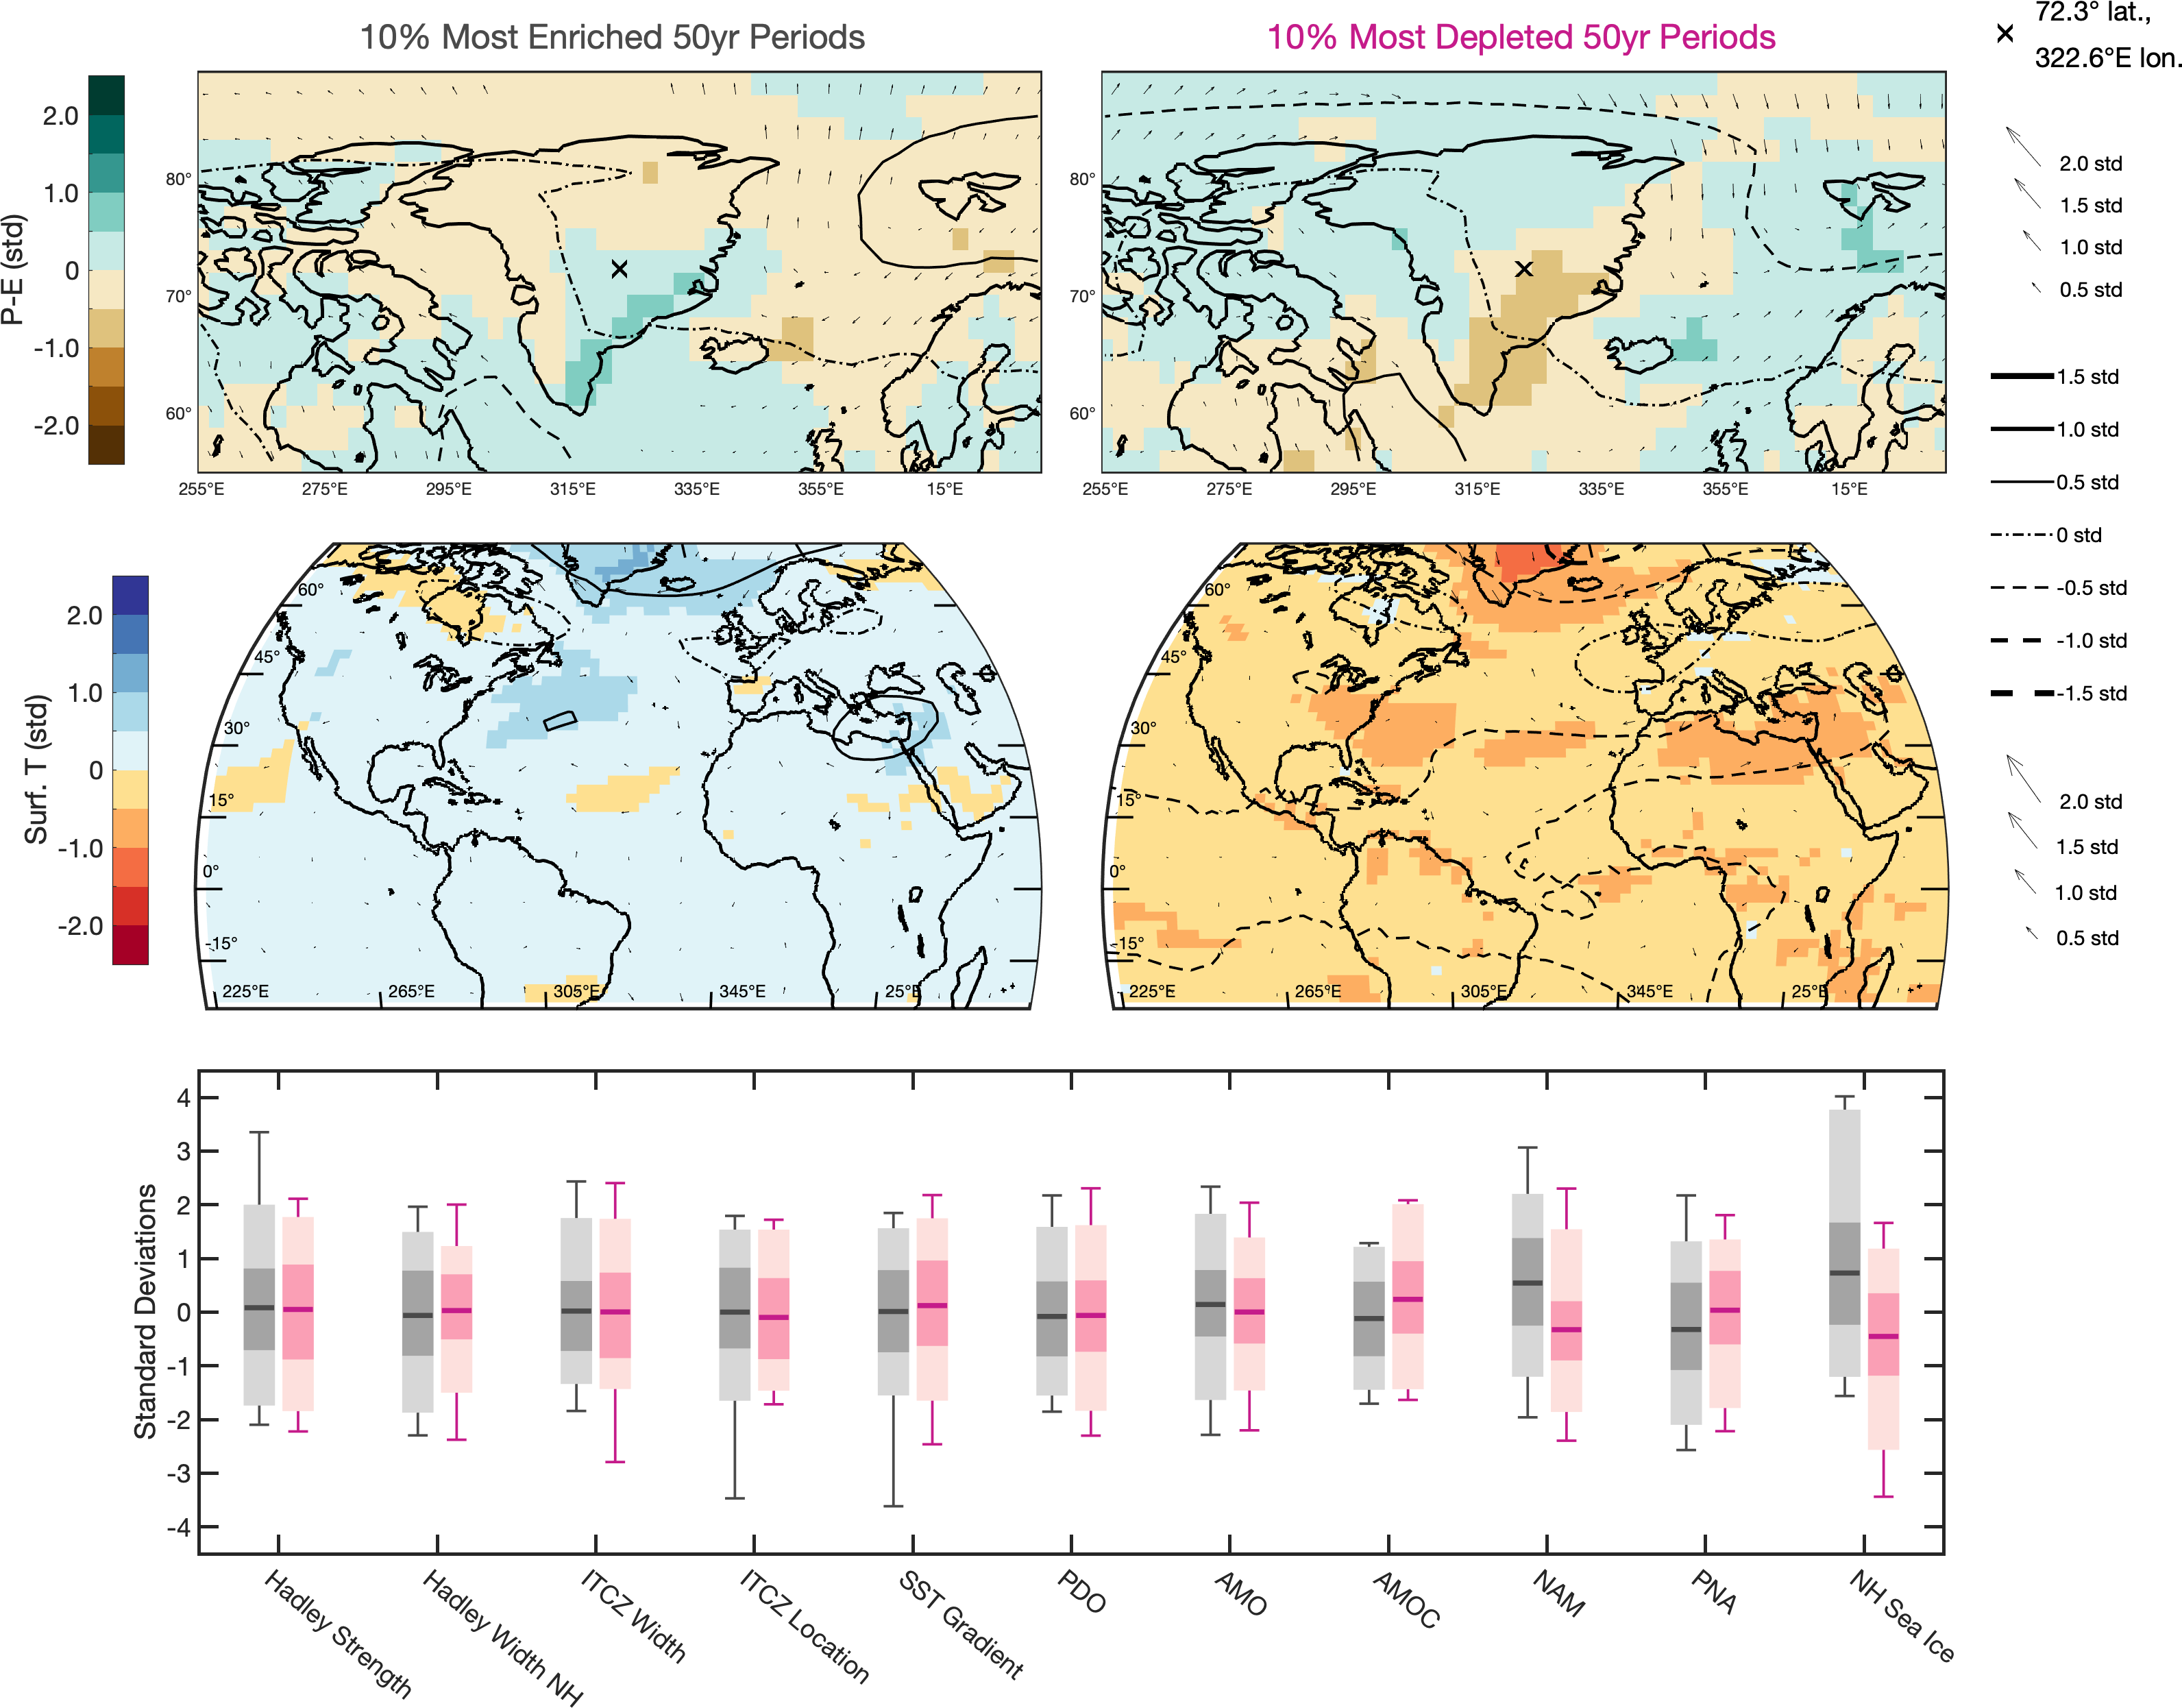 10% Most Enriched 50yr Periods
10% Most Depleted 50yr Periods
72.3° lat.,
322.6°E lon.
P-E (std)
2.0
1.0
0
-1.0
-2.0
80°
70°
60°
255°E 275°E 295°E 315°E 335°E 355°E 15°E
80°
70°
60°
255°E 275°E 295°E 315°E 335°E 355°E 15°E
2.0 std
1.5 std
1.0 std
0.5 std
1.5 std
1.0 std
0.5 std
0 std
-0.5 std
-1.0 std
-1.5 std
Surf. T (std)
2.0
1.0
0
-1.0
-2.0
60°
45°
30°
15°
0°
-15°
225°E 265°E 305°E 345°E 25°E
60°
45°
30°
15°
0°
-15°
225°E 265°E 305°E 345°E 25°E
2.0 std
1.5 std
1.0 std
0.5 std
Standard Deviations
4
3
2
1
0
-1
-2
-3
-4
Hadley Strength
Hadley Width NH
ITCZ Width
ITCZ Location
SST Gradient
PDO
AMO
AMOC
NAM
PNA
NH Sea Ice